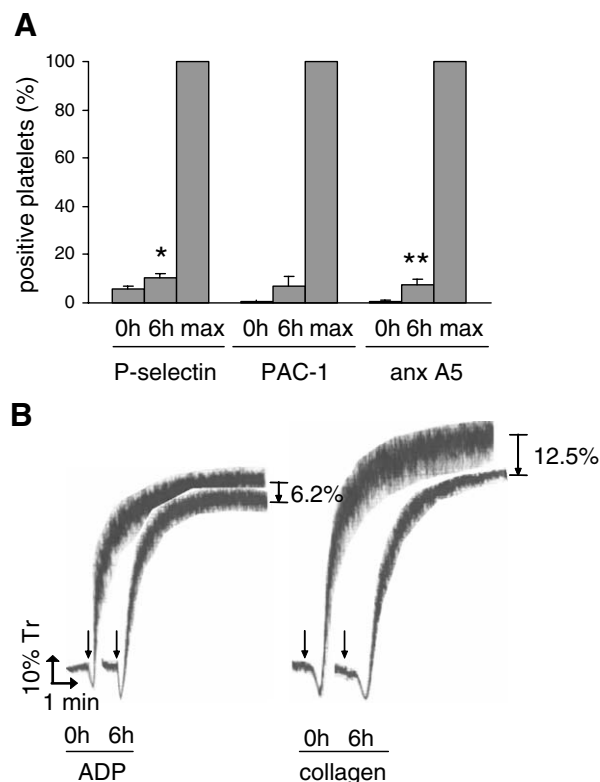 A
positive platelets (%)
100
80
60
40
20
0
*
**
0h 6h max 0h 6h max 0h 6h max
P-selectin PAC-1 anx A5
B
6.2%
12.5%
10% Tr
1 min
0h 6h 0h 6h
ADP collagen